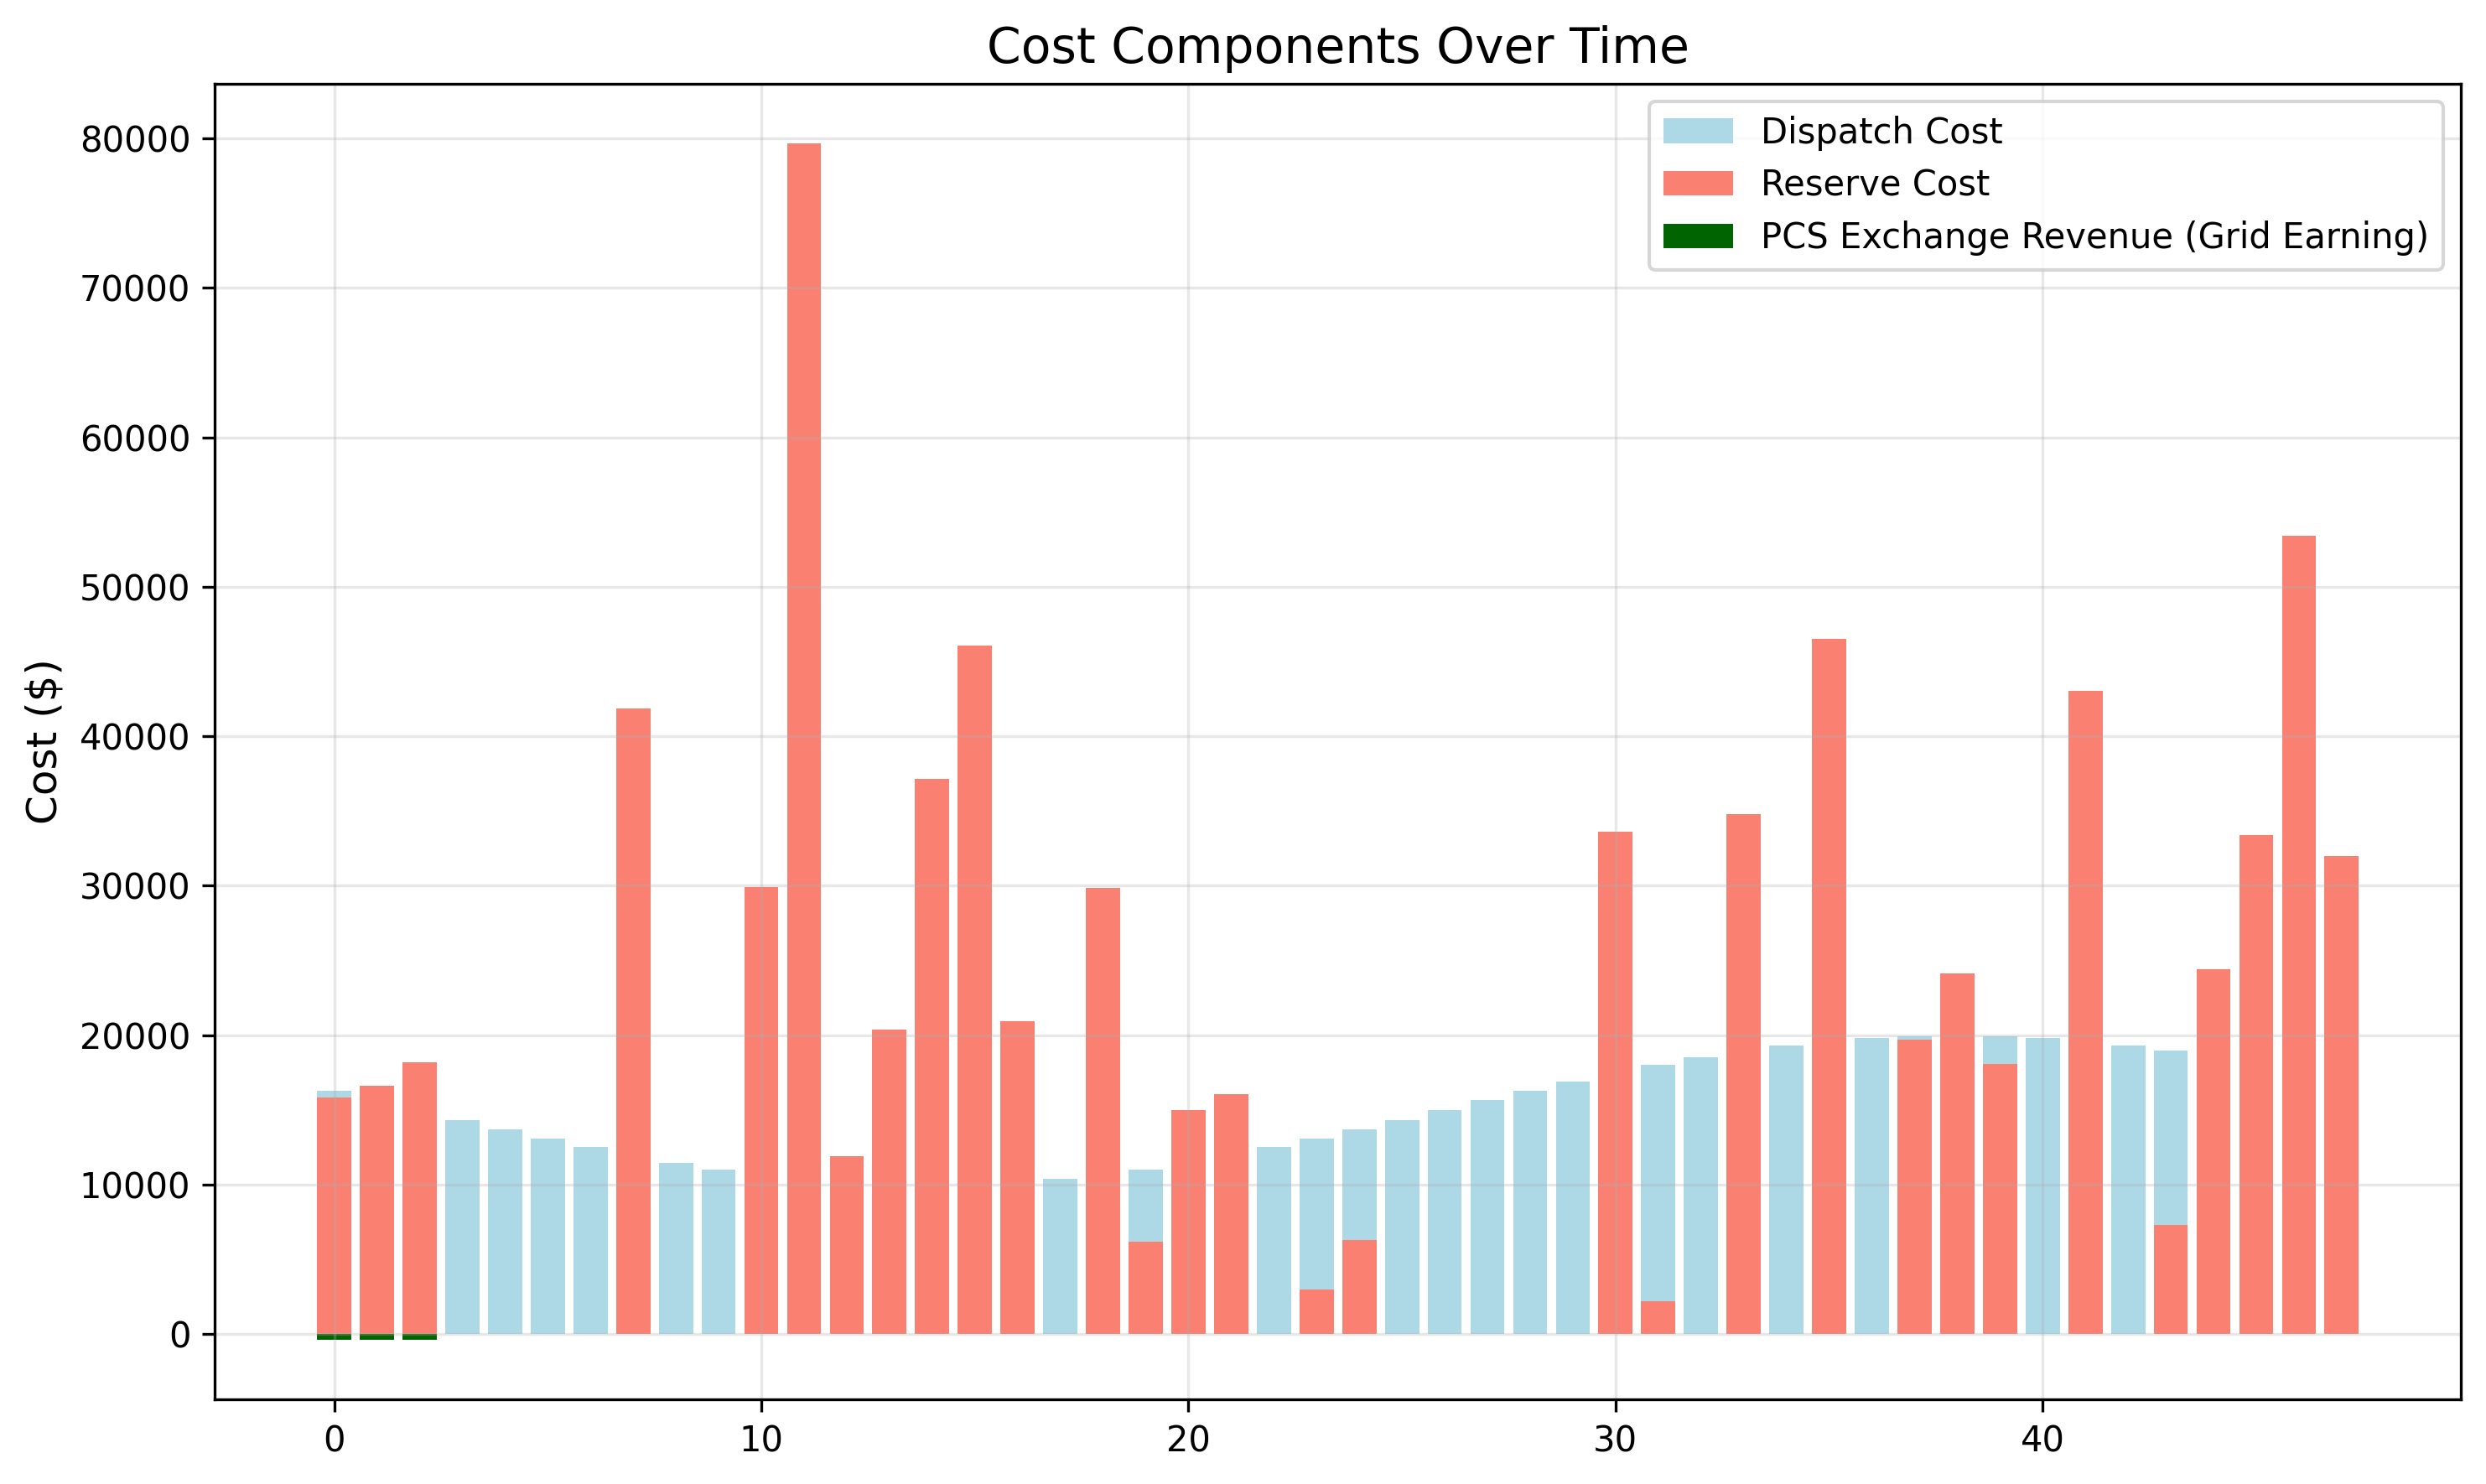 Cost Components Over Time
Dispatch Cost
Reserve Cost
PCS Exchange Revenue (Grid Earning)
Cost ($)
80000
70000
60000
50000
40000
30000
20000
10000
0
0 10 20 30 40